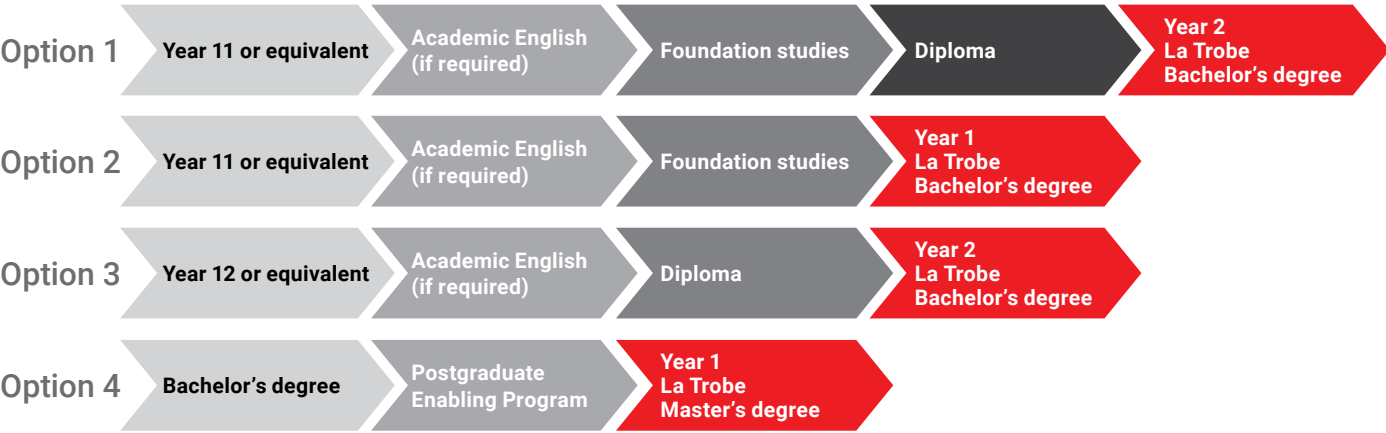 Option 1
Year 11 or equivalent
Academic English
(if required)
Foundation studies
Diploma
Year 2
La Trobe
Bachelor’s degree
Option 2
Year 11 or equivalent
Academic English
(if required)
Foundation studies
Year 1
La Trobe
Bachelor’s degree
Option 3
Year 12 or equivalent
Academic English
(if required)
Diploma
Year 2
La Trobe
Bachelor’s degree
Option 4
Bachelor’s degree
Postgraduate
Enabling Program
Year 1
La Trobe
Master’s degree